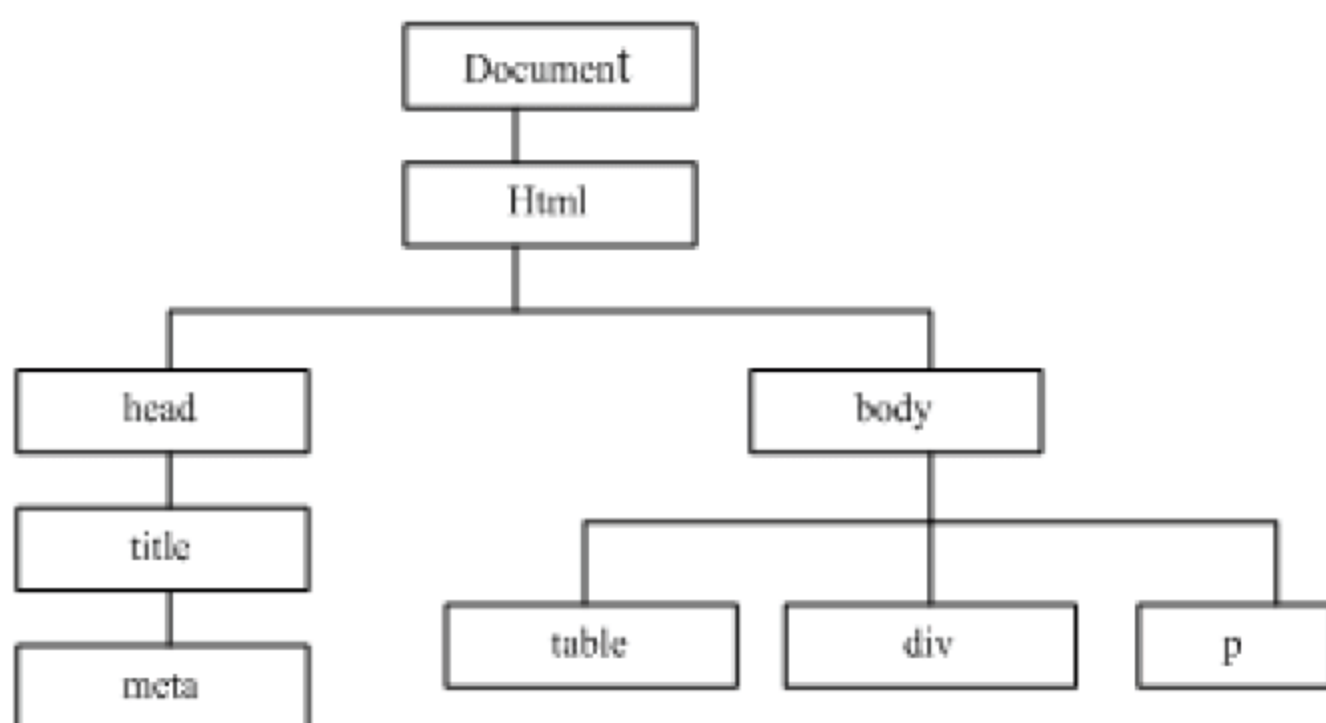 Document
Html
head
body
title
table
div
p
meta